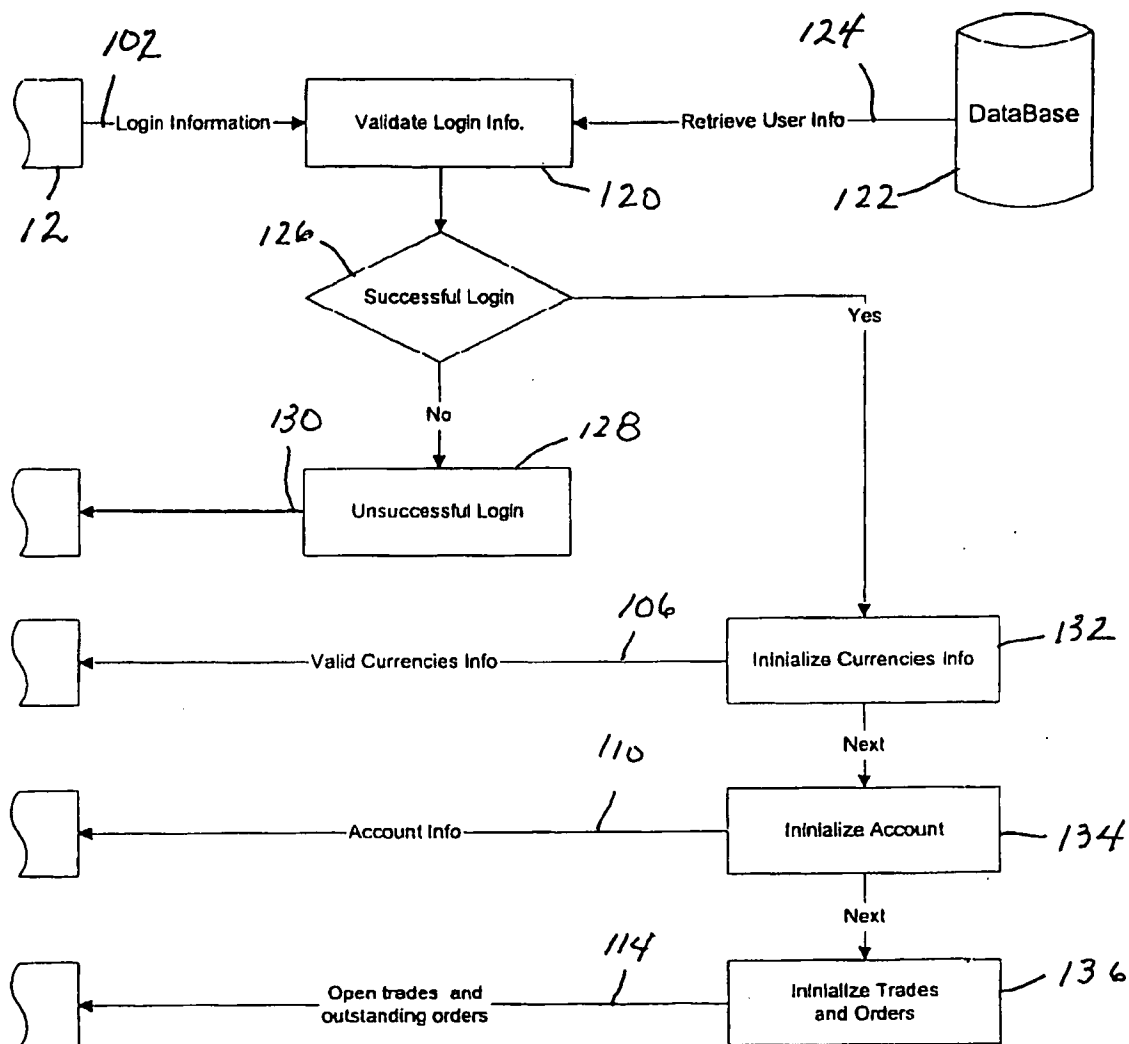 102
124
Login Information
Validate Login Info.
Retrieve User Info
DataBase
12
120
122
126
Successful Login
Yes
No
130
128
Unsuccessful Login
106
132
Valid Currencies Info
Ininialize Currencies Info
Next
110
Account Info
Ininialize Account
134
Next
114
136
Open trades and
outstanding orders
Ininialize Trades
and Orders